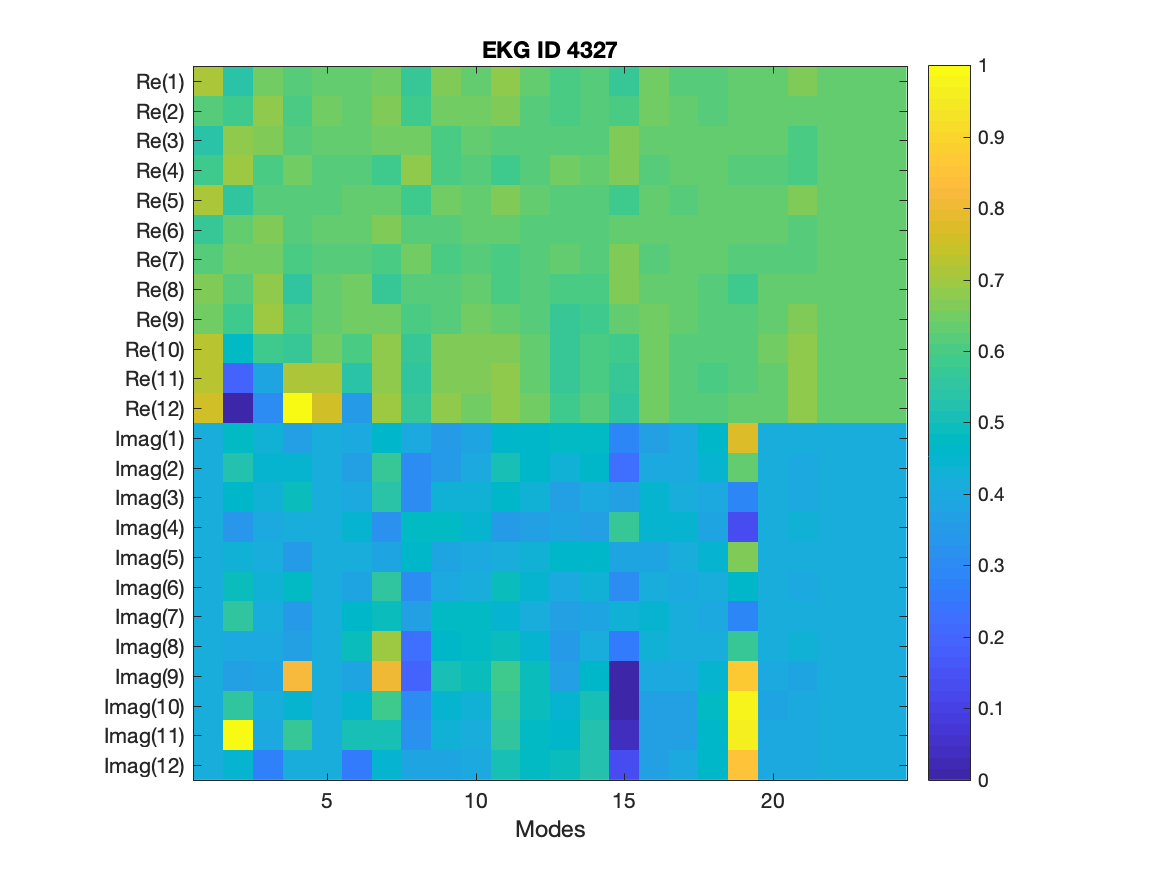 EKG ID 4327
Re(1)
Re(2)
Re(3)
Re(4)
Re(5)
Re(6)
Re(7)
Re(8)
Re(9)
Re(10)
Re(11)
Re(12)
Imag(1)
Imag(2)
Imag(3)
Imag(4)
Imag(5)
Imag(6)
Imag(7)
Imag(8)
Imag(9)
Imag(10)
Imag(11)
Imag(12)
5 10 15 20
Modes
1
0.9
0.8
0.7
0.6
0.5
0.4
0.3
0.2
0.1
0